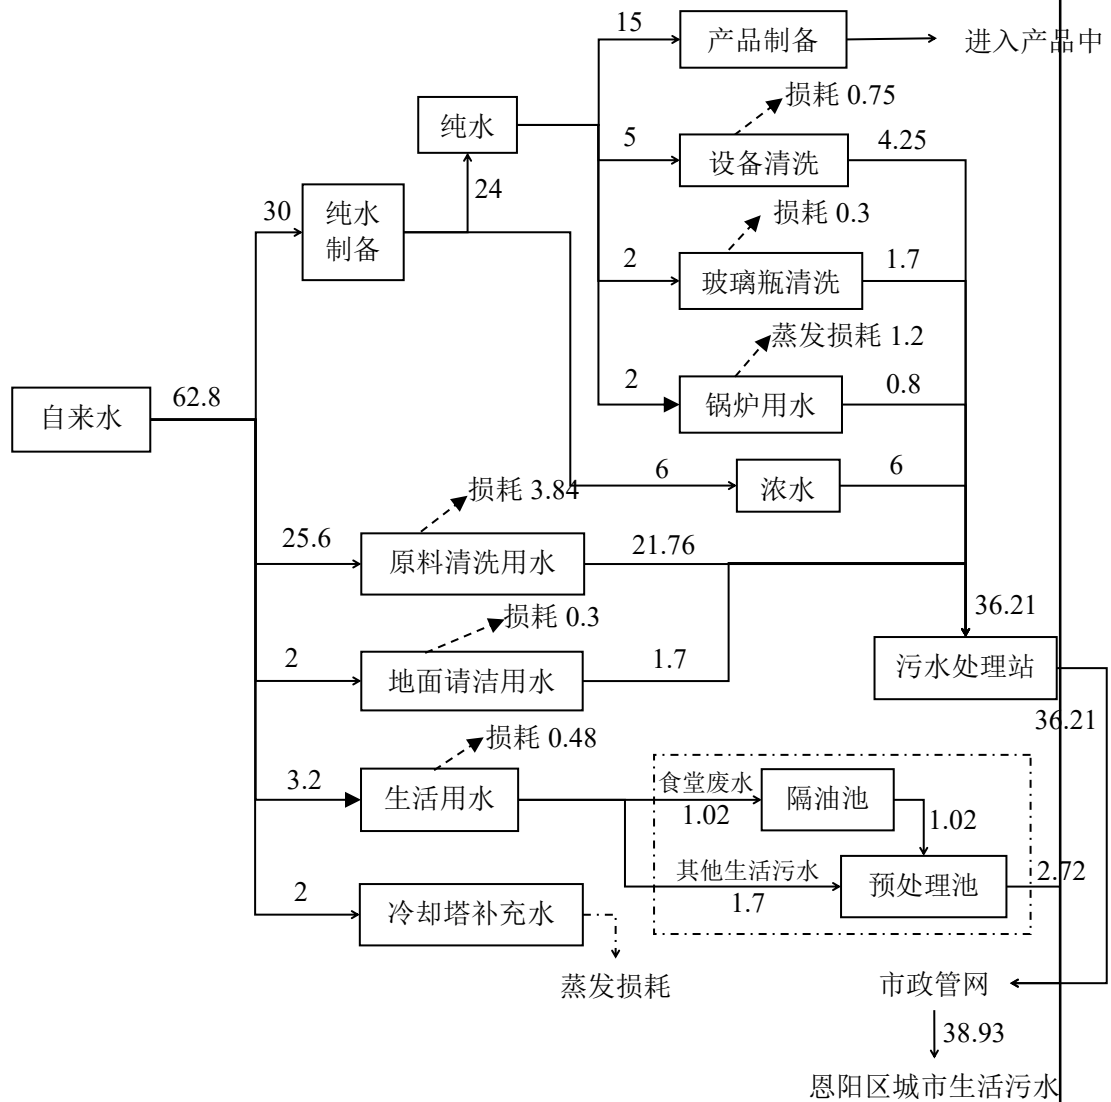 15
产品制备
进入产品中
损耗 0.75
纯水
5
设备清洗
4.25
24
损耗 0.3
30
纯水
制备
2
玻璃瓶清洗
1.7
蒸发损耗 1.2
2
锅炉用水
0.8
自来水
62.8
6
浓水
6
损耗 3.84
25.6
原料清洗用水
21.76
损耗 0.3
36.21
2
地面请洁用水
1.7
污水处理站
36.21
损耗 0.48
3.2
生活用水
食堂废水
1.02
隔油池
1.02
其他生活污水
1.7
预处理池
2.72
2
冷却塔补充水
蒸发损耗
市政管网
38.93
恩阳区城市生活污水